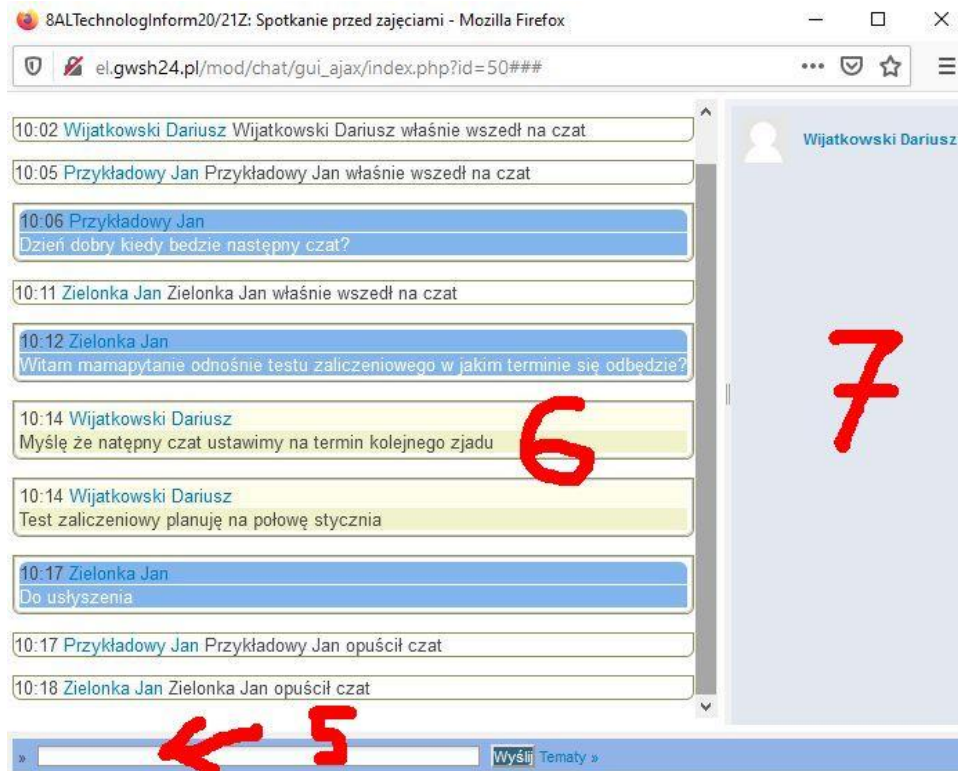 8ALTechnologInform20/21Z: Spotkanie przed zajęciami - Mozilla Firefox
el.gwsh24.pl/mod/chat/gui_ajax/index.php?id=50###
10:02 Wijatkowski Dariusz Wijatkowski Dariusz właśnie wszedł na czat
10:05 Przykładowy Jan Przykładowy Jan właśnie wszedł na czat
10:06 Przykładowy Jan
Dzień dobry kiedy bedzie następny czat?
10:11 Zielonka Jan Zielonka Jan właśnie wszedł na czat
10:12 Zielonka Jan
Witam mamapytanie odnośnie testu zaliczeniowego w jakim terminie się odbędzie?
10:14 Wijatkowski Dariusz
Myślę że natępny czat ustawimy na termin kolejnego zjadu
6
10:14 Wijatkowski Dariusz
Test zaliczeniowy planuję na połowę stycznia
10:17 Zielonka Jan
Do usłyszenia
10:17 Przykładowy Jan Przykładowy Jan opuścił czat
10:18 Zielonka Jan Zielonka Jan opuścił czat
5
» Wyślij Tematy »
Wijatkowski Dariusz
7